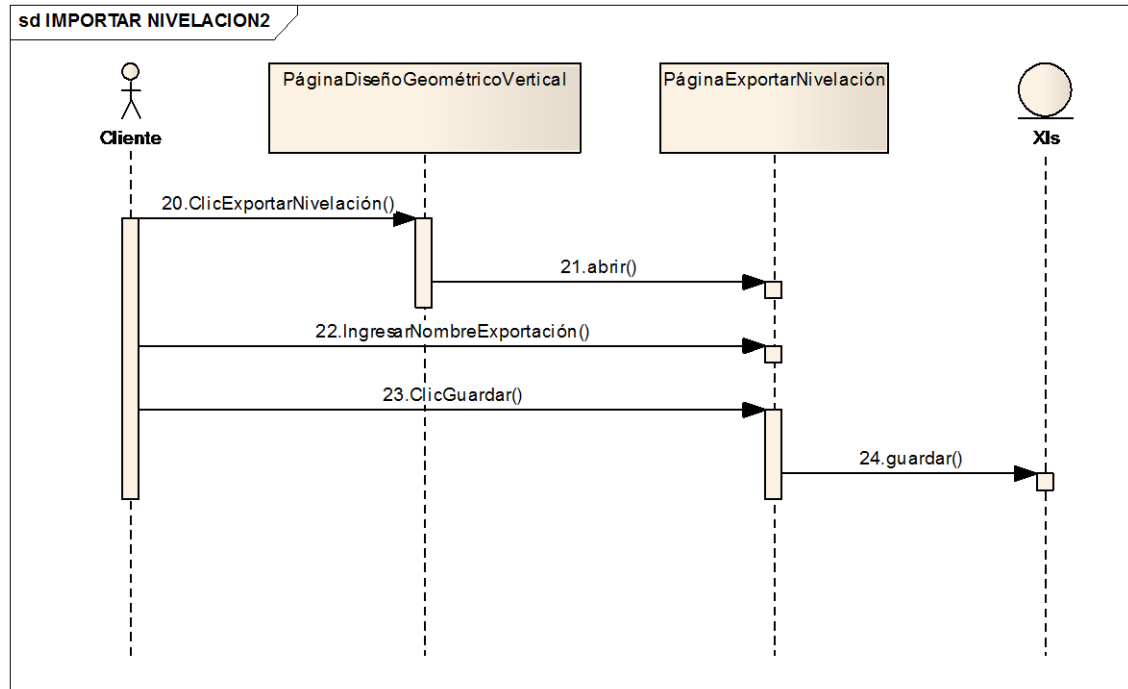 sd IMPORTAR NIVELACION2
PáginaDiseñoGeométricoVertical
PáginaExportarNivelación
Cliente
Xls
20.ClicExportarNivelación()
21.abrir()
22.IngresarNombreExportación()
23.ClicGuardar()
24.guardar()